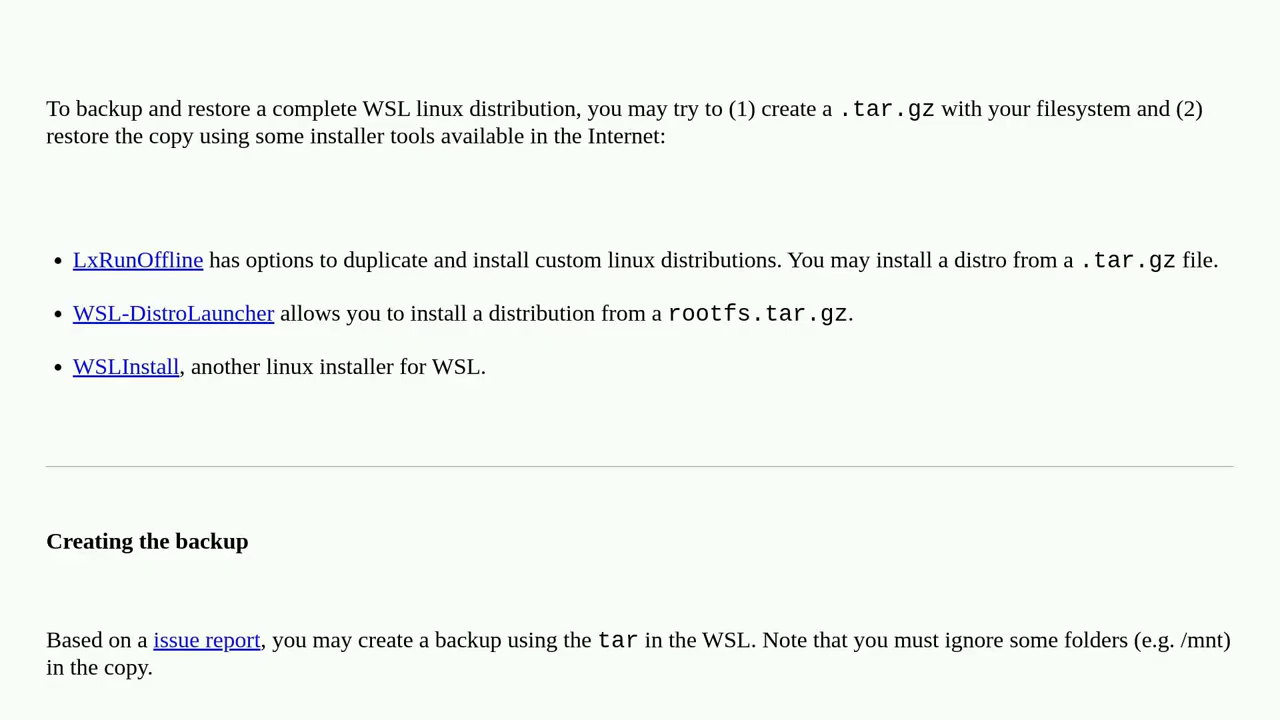 To backup and restore a complete WSL linux distribution, you may try to (1) create a .tar.gz with your filesystem and (2)
restore the copy using some installer tools available in the Internet:
• LxRunOffline has options to duplicate and install custom linux distributions. You may install a distro from a .tar.gz file.
• WSL-DistroLauncher allows you to install a distribution from a rootfs.tar.gz.
• WSLInstall, another linux installer for WSL.
Creating the backup
Based on a issue report, you may create a backup using the tar in the WSL. Note that you must ignore some folders (e.g. /mnt)
in the copy.